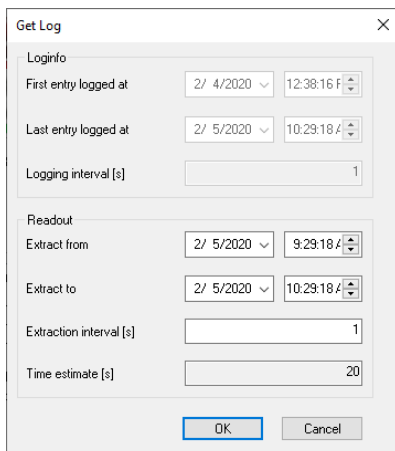 Get Log
Loginfo
First entry logged at 2/ 4/2020 12:38:16 F
Last entry logged at 2/ 5/2020 10:29:18 A
Logging interval [s] 1
Readout
Extract from 2/ 5/2020 9:29:18 A
Extract to 2/ 5/2020 10:29:18 A
Extraction interval [s] 1
Time estimate [s] 20
OK Cancel